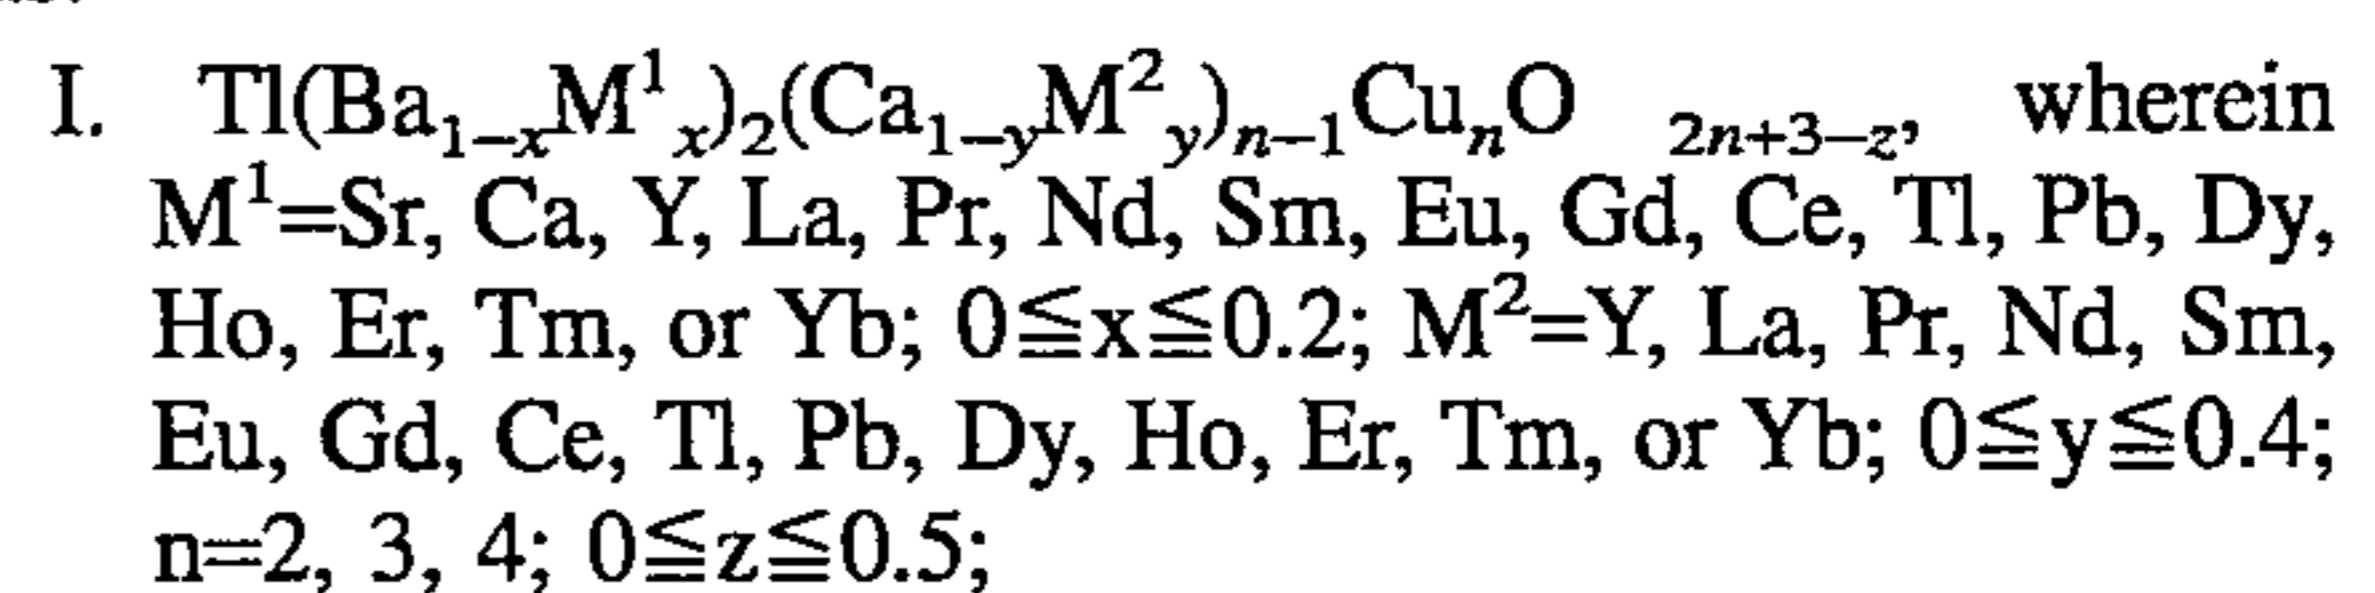 I. Tl(Ba₁₋ₓM¹ₓ)₂(Ca₁₋yM²y)ₙ₋₁CuₙO ₂ₙ₊₃₋z, wherein
M¹=Sr, Ca, Y, La, Pr, Nd, Sm, Eu, Gd, Ce, Tl, Pb, Dy,
Ho, Er, Tm, or Yb; 0≦x≦0.2; M²=Y, La, Pr, Nd, Sm,
Eu, Gd, Ce, Tl, Pb, Dy, Ho, Er, Tm, or Yb; 0≦y≦0.4;
n=2, 3, 4; 0≦z≦0.5;